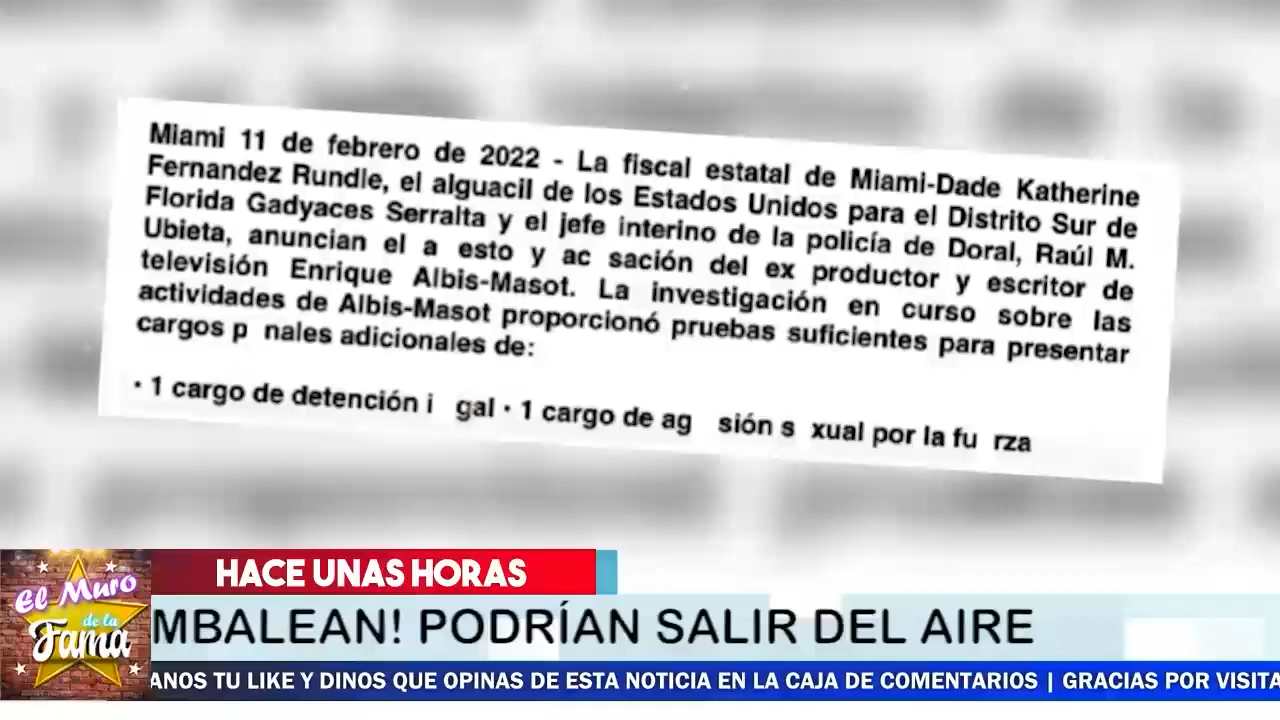 Miami 11 de febrero de 2022 - La fiscal estatal de Miami-Dade Katherine
Fernandez Rundle, el alguacil de los Estados Unidos para el Distrito Sur de
Florida Gadyaces Serralta y el jefe interino de la policía de Doral, Raúl M.
Ubieta, anuncian el a esto y ac sación del ex productor y escritor de
televisión Enrique Albis-Masot. La investigación en curso sobre las
actividades de Albis-Masot proporcionó pruebas suficientes para presentar
cargos p nales adicionales de:
• 1 cargo de detención i gal • 1 cargo de ag sión s xual por la fu rza
HACE UNAS HORAS
MBALEAN! PODRÍAN SALIR DEL AIRE
El Muro
de la
Fama
ANOS TU LIKE Y DINOS QUE OPINAS DE ESTA NOTICIA EN LA CAJA DE COMENTARIOS | GRACIAS POR VISITA